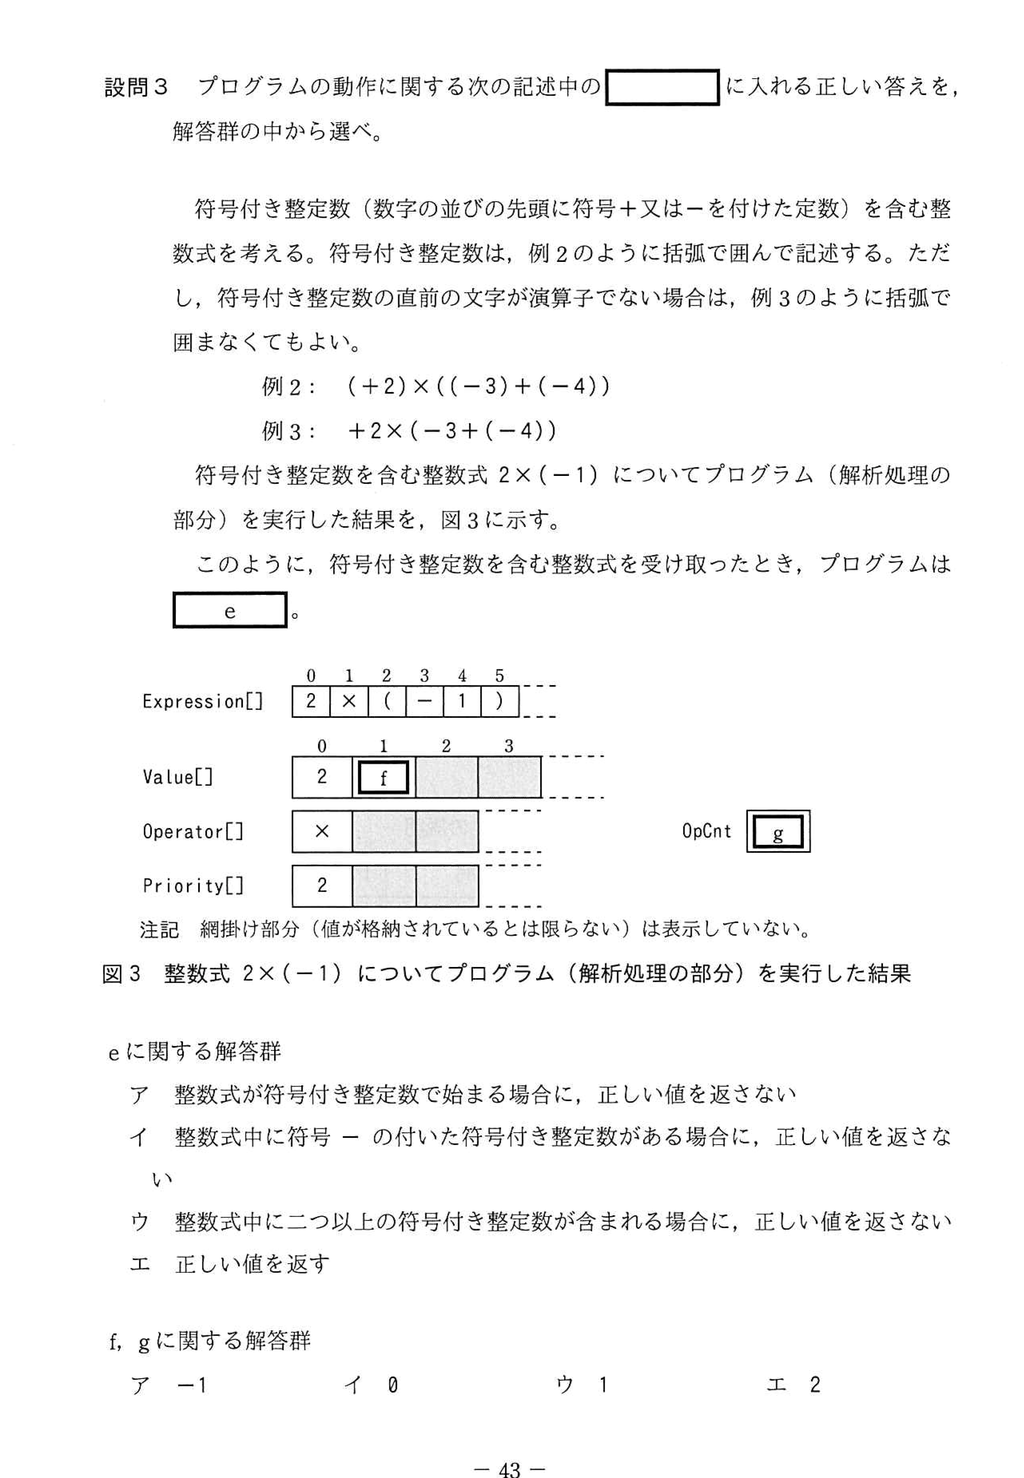 設問3 プログラムの動作に関する次の記述中の に入れる正しい答えを，
解答群の中から選べ。
符号付き整定数（数字の並びの先頭に符号＋又は－を付けた定数）を含む整
数式を考える。符号付き整定数は，例2のように括弧で囲んで記述する。ただ
し，符号付き整定数の直前の文字が演算子でない場合は，例3のように括弧で
囲まなくてもよい。
例2： (＋2)×((－3)＋(－4))
例3： ＋2×(－3＋(－4))
符号付き整定数を含む整数式 2×(－1) についてプログラム（解析処理の
部分）を実行した結果を，図3に示す。
このように，符号付き整定数を含む整数式を受け取ったとき，プログラムは
e 。
0 1 2 3 4 5
Expression[] 2 × ( － 1 )
0 1 2 3
Value[] 2 f
Operator[] × OpCnt g
Priority[] 2
注記 網掛け部分（値が格納されているとは限らない）は表示していない。
図3 整数式 2×(－1) についてプログラム（解析処理の部分）を実行した結果
eに関する解答群
ア 整数式が符号付き整定数で始まる場合に，正しい値を返さない
イ 整数式中に符号 － の付いた符号付き整定数がある場合に，正しい値を返さな
い
ウ 整数式中に二つ以上の符号付き整定数が含まれる場合に，正しい値を返さない
エ 正しい値を返す
f，gに関する解答群
ア －1 イ 0 ウ 1 エ 2
－ 43 －